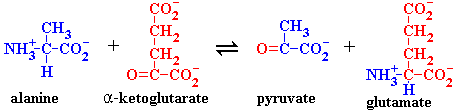 CH₃
NH₃⁺-C-CO₂⁻
H
alanine
+
CO₂⁻
CH₂
CH₂
O=C-CO₂⁻
α-ketoglutarate
⇌
CH₃
O=C-CO₂⁻
pyruvate
+
CO₂⁻
CH₂
CH₂
NH₃⁺-C-CO₂⁻
H
glutamate